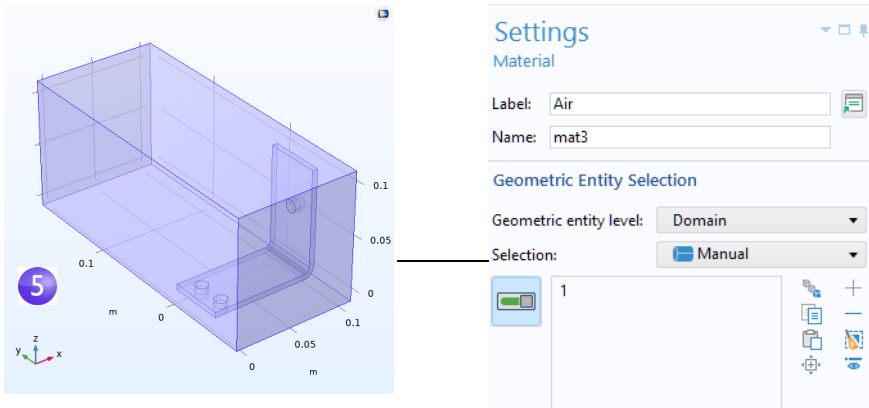 0.1
0.05
0
0.1
5
m
0
0.1
0.05
0
m
z
y
x
Settings
Material
Label: Air
Name: mat3
Geometric Entity Selection
Geometric entity level: Domain
Selection: Manual
1